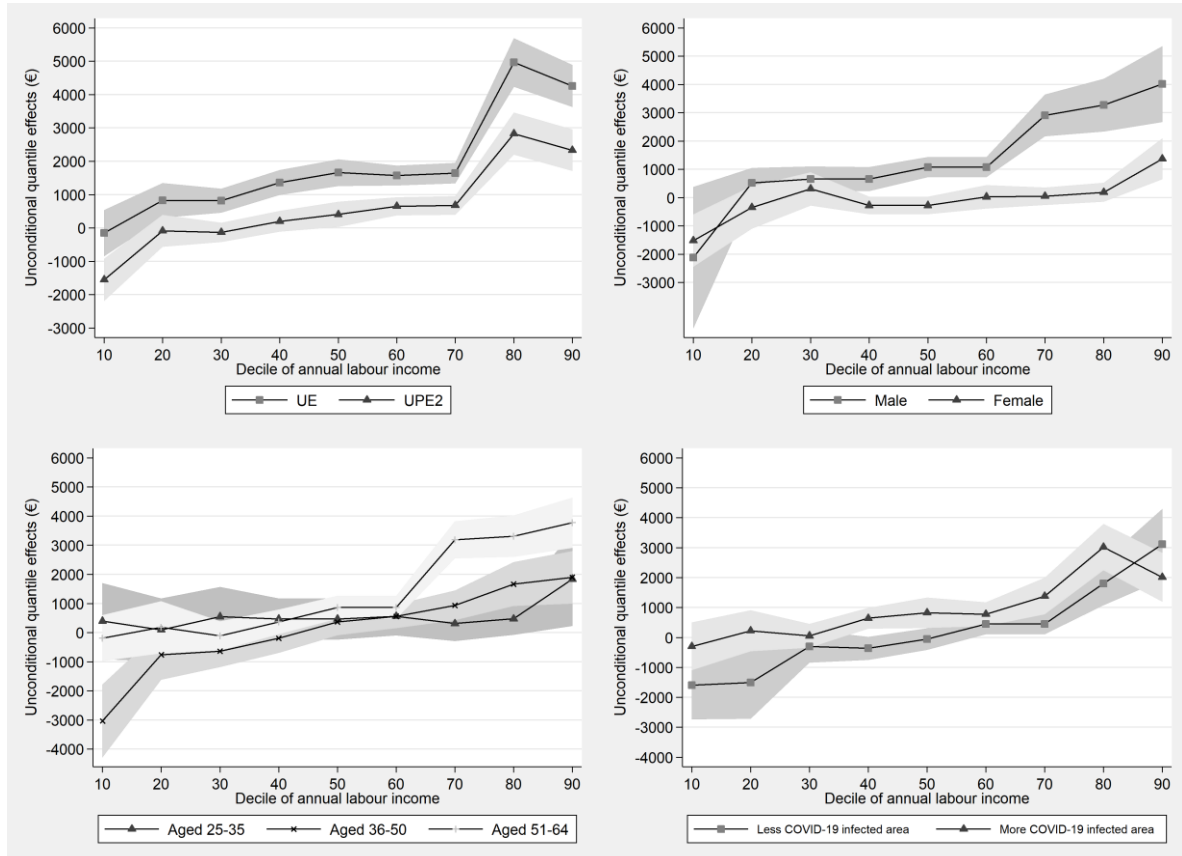 Unconditional quantile effects (€)
6000
5000
4000
3000
2000
1000
0
-1000
-2000
-3000
10 20 30 40 50 60 70 80 90
Decile of annual labour income
UE UPE2
Unconditional quantile effects (€)
6000
5000
4000
3000
2000
1000
0
-1000
-2000
-3000
10 20 30 40 50 60 70 80 90
Decile of annual labour income
Male Female
Unconditional quantile effects (€)
6000
5000
4000
3000
2000
1000
0
-1000
-2000
-3000
-4000
10 20 30 40 50 60 70 80 90
Decile of annual labour income
Aged 25-35 Aged 36-50 Aged 51-64
Unconditional quantile effects (€)
6000
5000
4000
3000
2000
1000
0
-1000
-2000
-3000
-4000
10 20 30 40 50 60 70 80 90
Decile of annual labour income
Less COVID-19 infected area More COVID-19 infected area